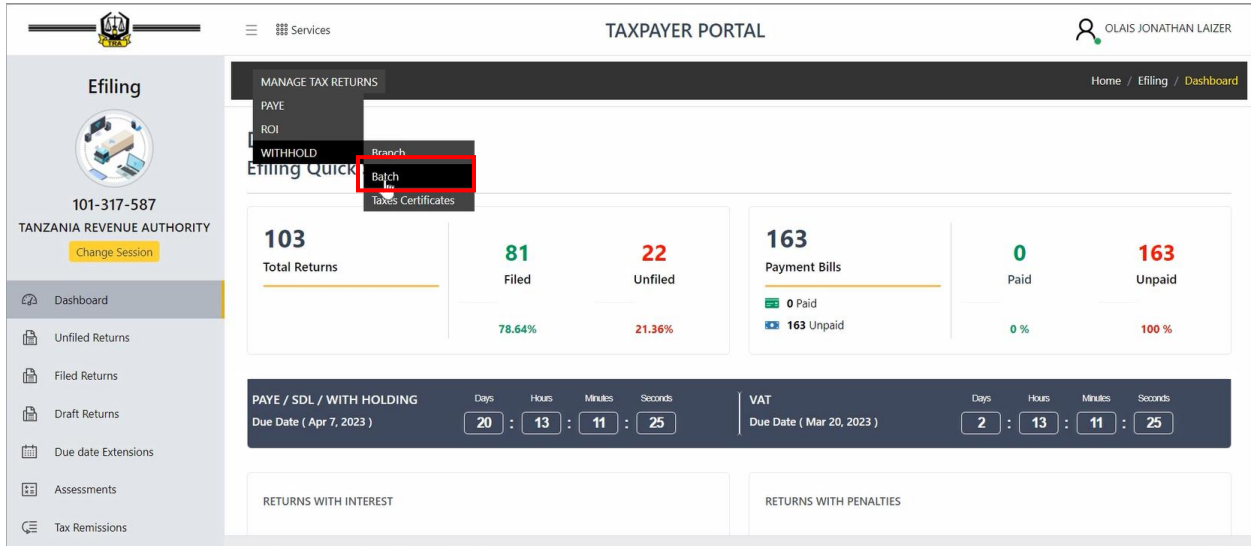 TRA
Services
TAXPAYER PORTAL
OLAIS JONATHAN LAIZER
Efiling
101-317-587
TANZANIA REVENUE AUTHORITY
Change Session
Dashboard
Unfiled Returns
Filed Returns
Draft Returns
Due date Extensions
Assessments
Tax Remissions
MANAGE TAX RETURNS
Home / Efiling / Dashboard
PAYE
ROI
WITHHOLD
Branch
Batch
Taxes Certificates
Efiling Quick
103
Total Returns
81
Filed
78.64%
22
Unfiled
21.36%
163
Payment Bills
0 Paid
163 Unpaid
0
Paid
0 %
163
Unpaid
100 %
PAYE / SDL / WITH HOLDING
Due Date ( Apr 7, 2023 )
Days Hours Minutes Seconds
20 : 13 : 11 : 25
VAT
Due Date ( Mar 20, 2023 )
Days Hours Minutes Seconds
2 : 13 : 11 : 25
RETURNS WITH INTEREST
RETURNS WITH PENALTIES